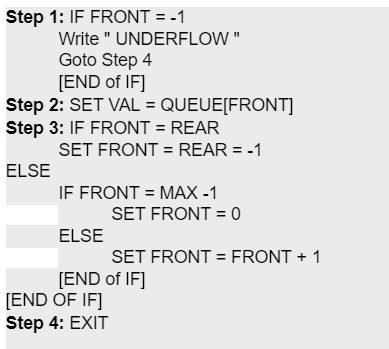 Step 1: IF FRONT = -1
Write " UNDERFLOW "
Goto Step 4
[END of IF]
Step 2: SET VAL = QUEUE[FRONT]
Step 3: IF FRONT = REAR
SET FRONT = REAR = -1
ELSE
IF FRONT = MAX -1
SET FRONT = 0
ELSE
SET FRONT = FRONT + 1
[END of IF]
[END OF IF]
Step 4: EXIT